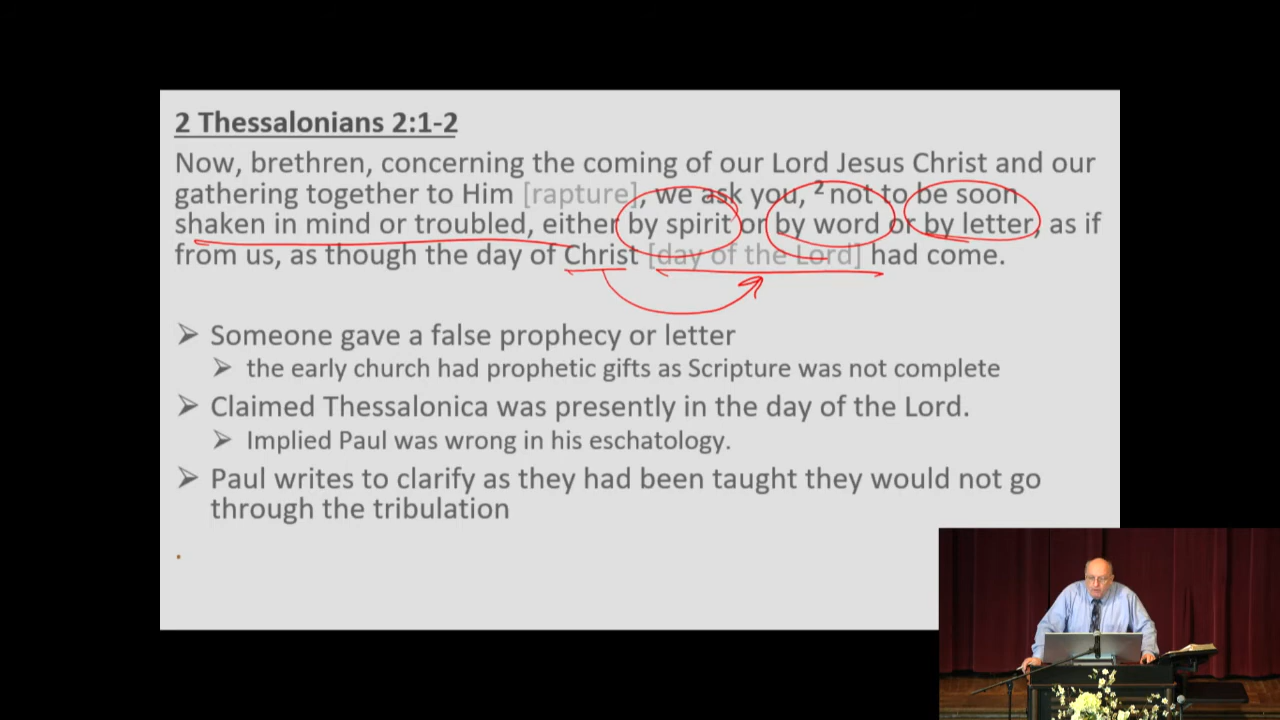 2 Thessalonians 2:1-2
Now, brethren, concerning the coming of our Lord Jesus Christ and our
gathering together to Him [rapture], we ask you, ² not to be soon
shaken in mind or troubled, either by spirit or by word or by letter, as if
from us, as though the day of Christ [day of the Lord] had come.
➢ Someone gave a false prophecy or letter
➢ the early church had prophetic gifts as Scripture was not complete
➢ Claimed Thessalonica was presently in the day of the Lord.
➢ Implied Paul was wrong in his eschatology.
➢ Paul writes to clarify as they had been taught they would not go
through the tribulation